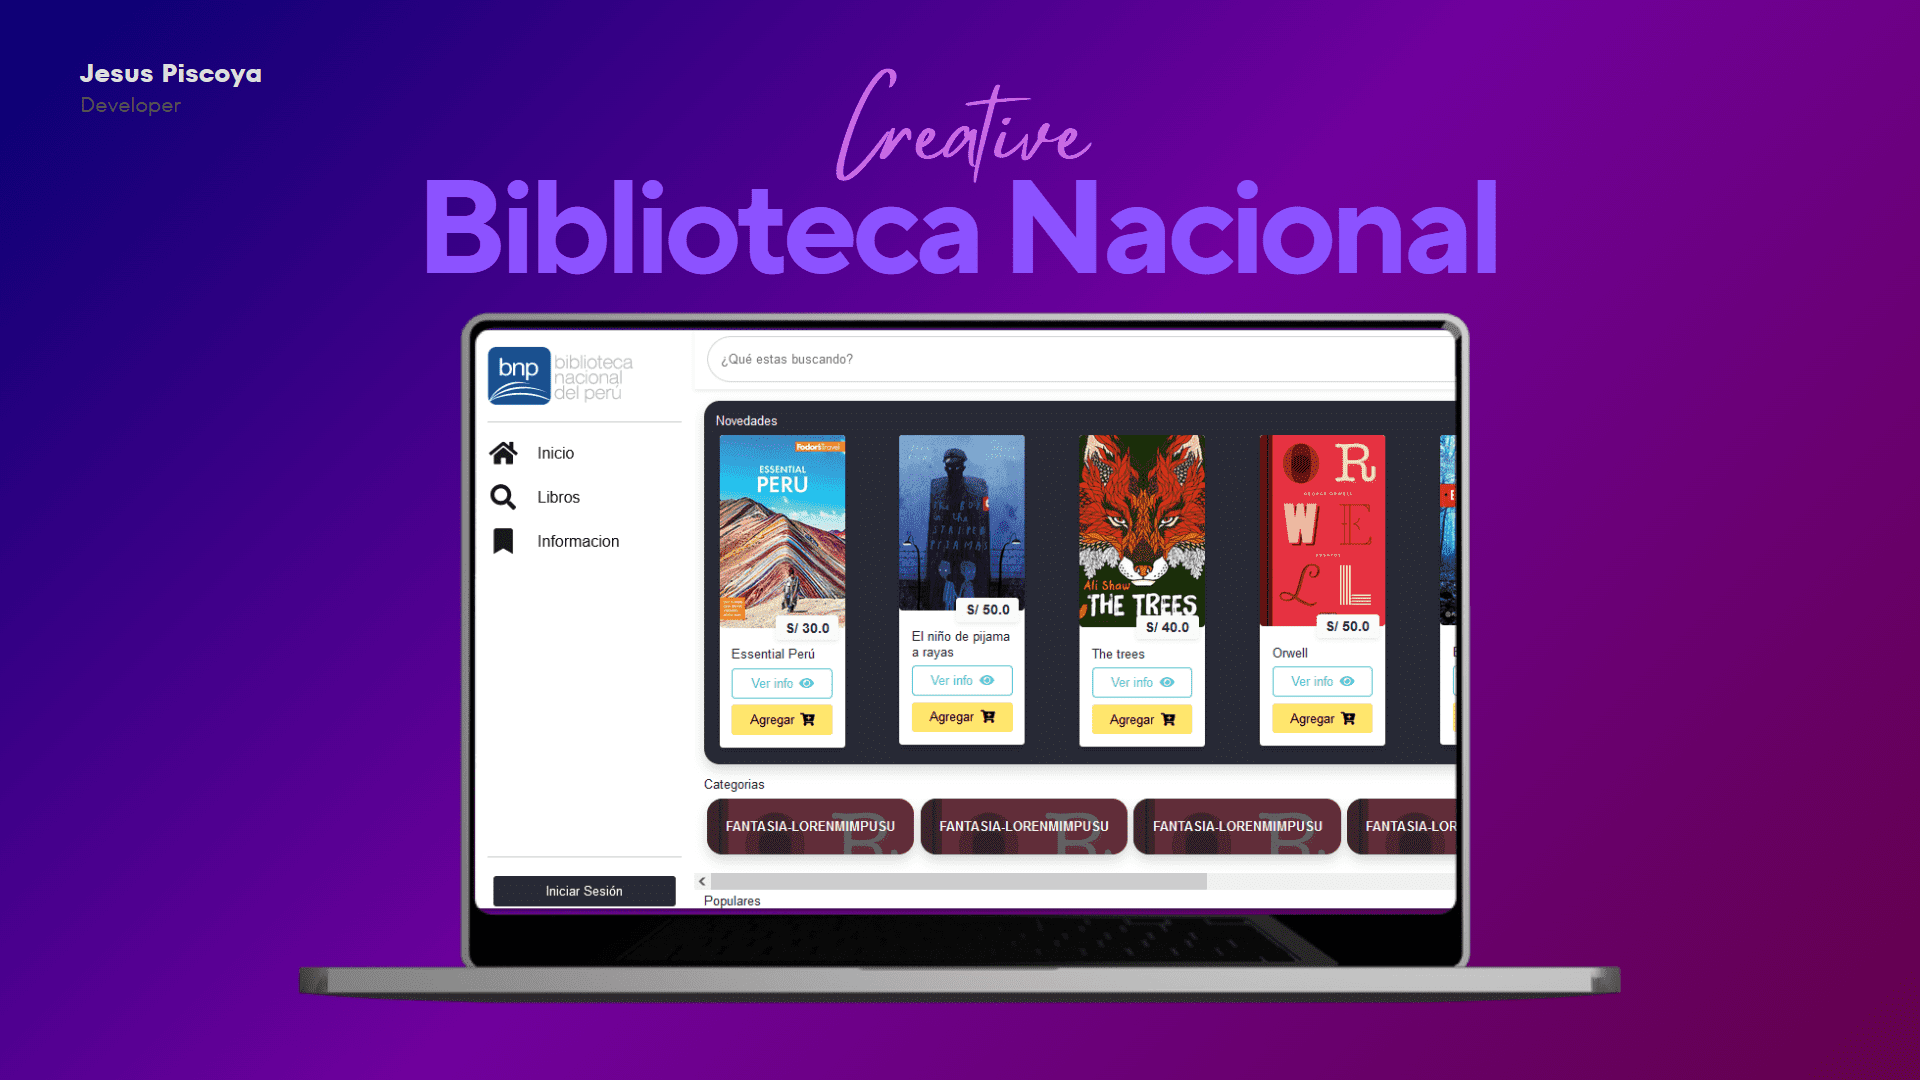 Jesus Piscoya
Developer
Creative
Biblioteca Nacional
bnp
biblioteca
nacional
del perú
¿Qué estas buscando?
Inicio
Libros
Informacion
Iniciar Sesión
Novedades
Fodor's Travel
ESSENTIAL
PERU
S/ 30.0
Essential Perú
Ver info
Agregar
S/ 50.0
El niño de pijama
a rayas
Ver info
Agregar
Ali Shaw
THE TREES
S/ 40.0
The trees
Ver info
Agregar
OR
GEORGE ORWELL
WE
LL
S/ 50.0
Orwell
Ver info
Agregar
Categorias
FANTASIA-LORENMIMPUSU
FANTASIA-LORENMIMPUSU
FANTASIA-LORENMIMPUSU
FANTASIA-LOR
Populares